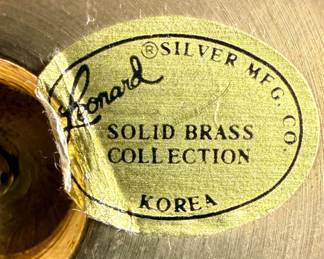 Leonard® SILVER MFG. CO.
SOLID BRASS
COLLECTION
KOREA